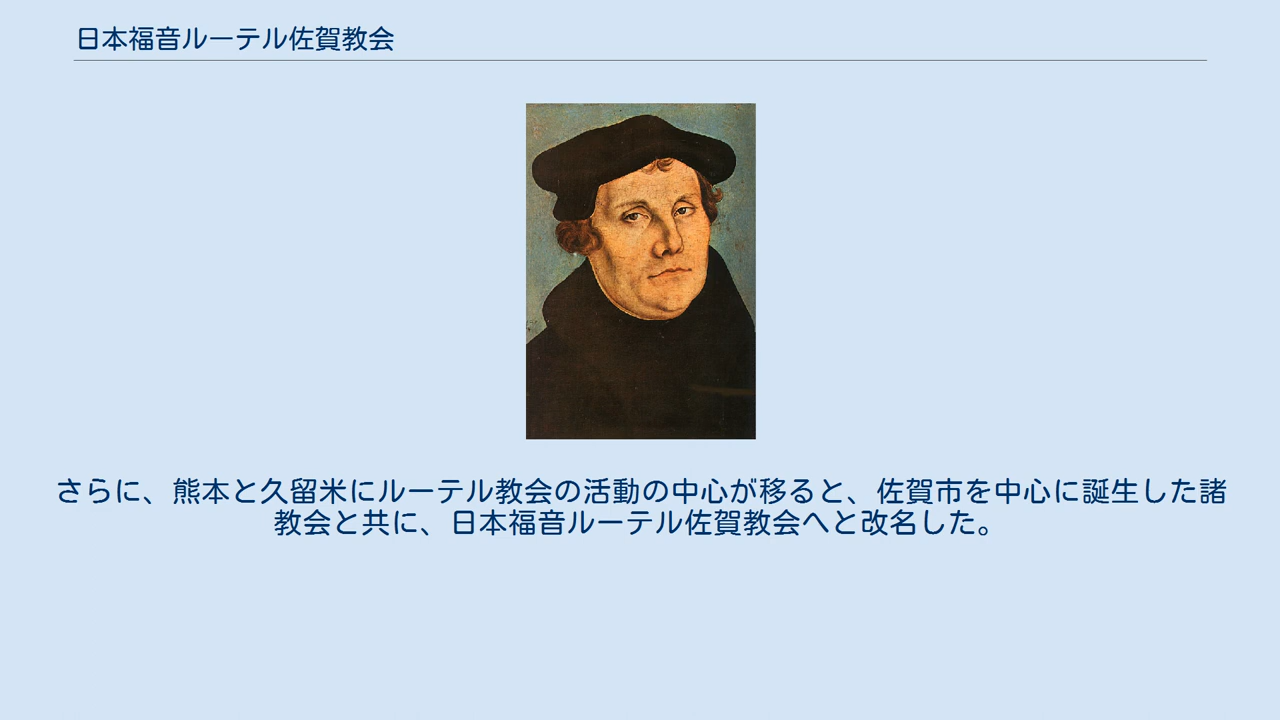 日本福音ルーテル佐賀教会
さらに、熊本と久留米にルーテル教会の活動の中心が移ると、佐賀市を中心に誕生した諸
教会と共に、日本福音ルーテル佐賀教会へと改名した。